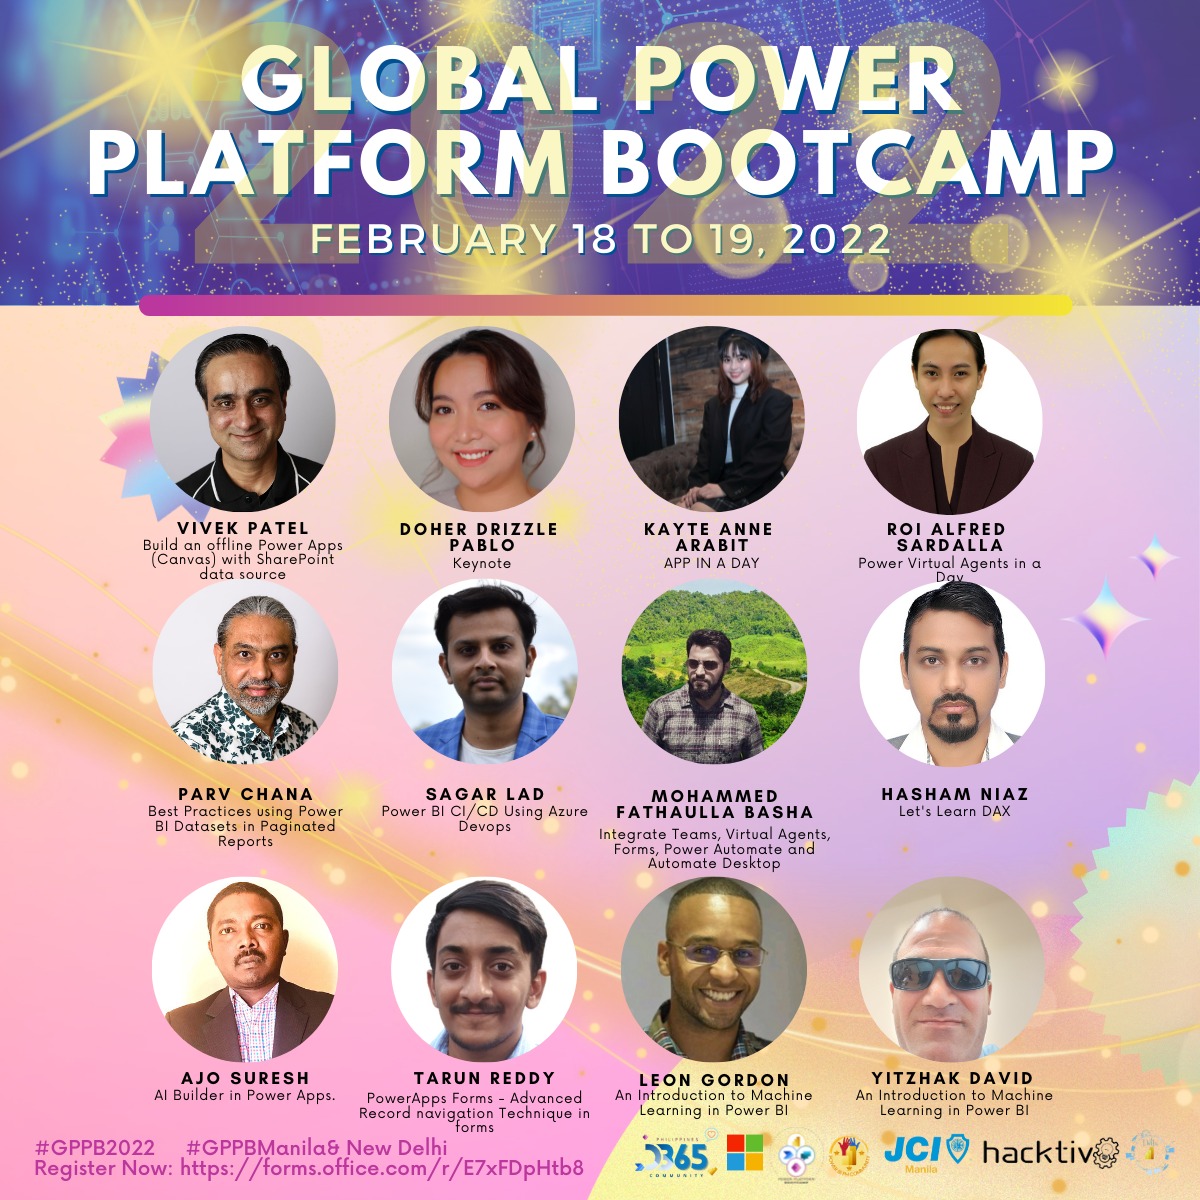 2022
GLOBAL POWER
PLATFORM BOOTCAMP
FEBRUARY 18 TO 19, 2022
VIVEK PATEL
Build an offline Power Apps
(Canvas) with SharePoint
data source
DOHER DRIZZLE
PABLO
Keynote
KAYTE ANNE
ARABIT
APP IN A DAY
ROI ALFRED
SARDALLA
Power Virtual Agents in a
Day
PARV CHANA
Best Practices using Power
BI Datasets in Paginated
Reports
SAGAR LAD
Power BI CI/CD Using Azure
Devops
MOHAMMED
FATHAULLA BASHA
Integrate Teams, Virtual Agents,
Forms, Power Automate and
Automate Desktop
HASHAM NIAZ
Let's Learn DAX
AJO SURESH
AI Builder in Power Apps.
TARUN REDDY
PowerApps Forms - Advanced
Record navigation Technique in
forms
LEON GORDON
An Introduction to Machine
Learning in Power BI
YITZHAK DAVID
An Introduction to Machine
Learning in Power BI
#GPPB2022 #GPPBManila& New Delhi
Register Now: https://forms.office.com/r/E7xFDpHtb8
PHILIPPINES
D365
COMMUNITY
JCI
Manila
hacktiv